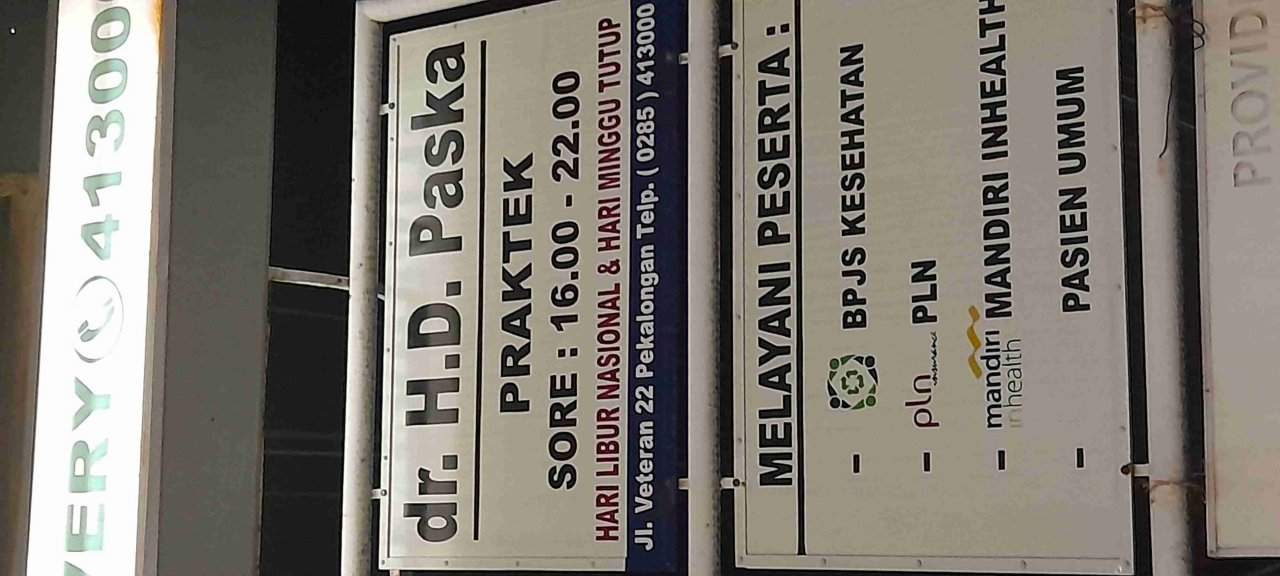 VERY 41300
dr. H.D. Paska
PRAKTEK
SORE : 16.00 - 22.00
HARI LIBUR NASIONAL & HARI MINGGU TUTUP
Jl. Veteran 22 Pekalongan Telp. ( 0285 ) 413000
MELAYANI PESERTA :
- BPJS KESEHATAN
- pln insurance PLN
- mandiri inhealth MANDIRI INHEALTH
- PASIEN UMUM
PROVID